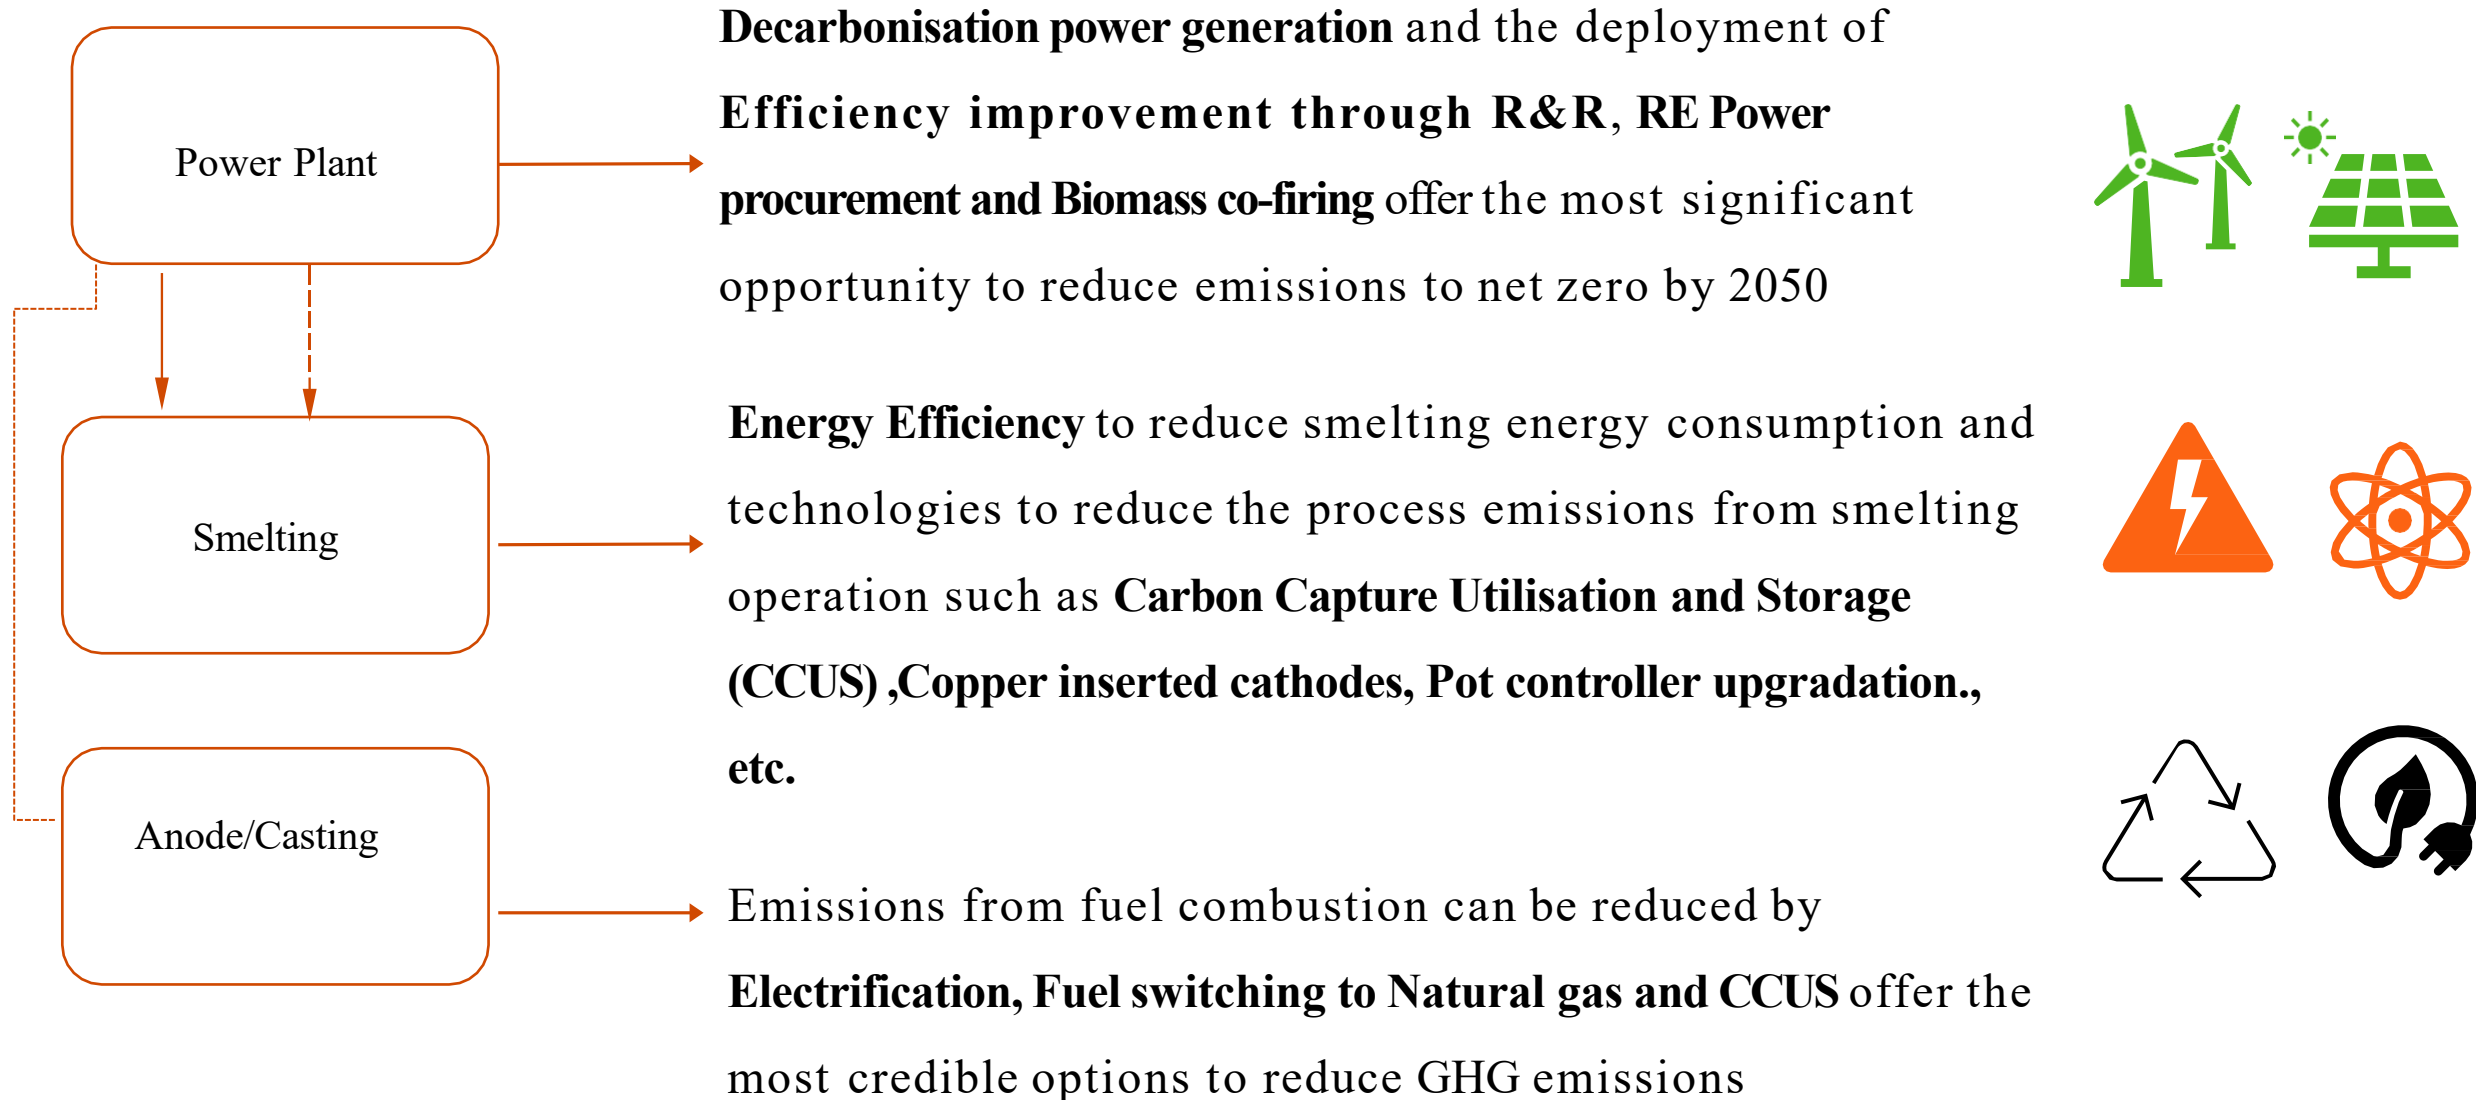 Power Plant
Decarbonisation power generation and the deployment of
Efficiency improvement through R&R, RE Power
procurement and Biomass co-firing offer the most significant
opportunity to reduce emissions to net zero by 2050
Smelting
Energy Efficiency to reduce smelting energy consumption and
technologies to reduce the process emissions from smelting
operation such as Carbon Capture Utilisation and Storage
(CCUS) ,Copper inserted cathodes, Pot controller upgradation.,
etc.
Anode/Casting
Emissions from fuel combustion can be reduced by
Electrification, Fuel switching to Natural gas and CCUS offer the
most credible options to reduce GHG emissions